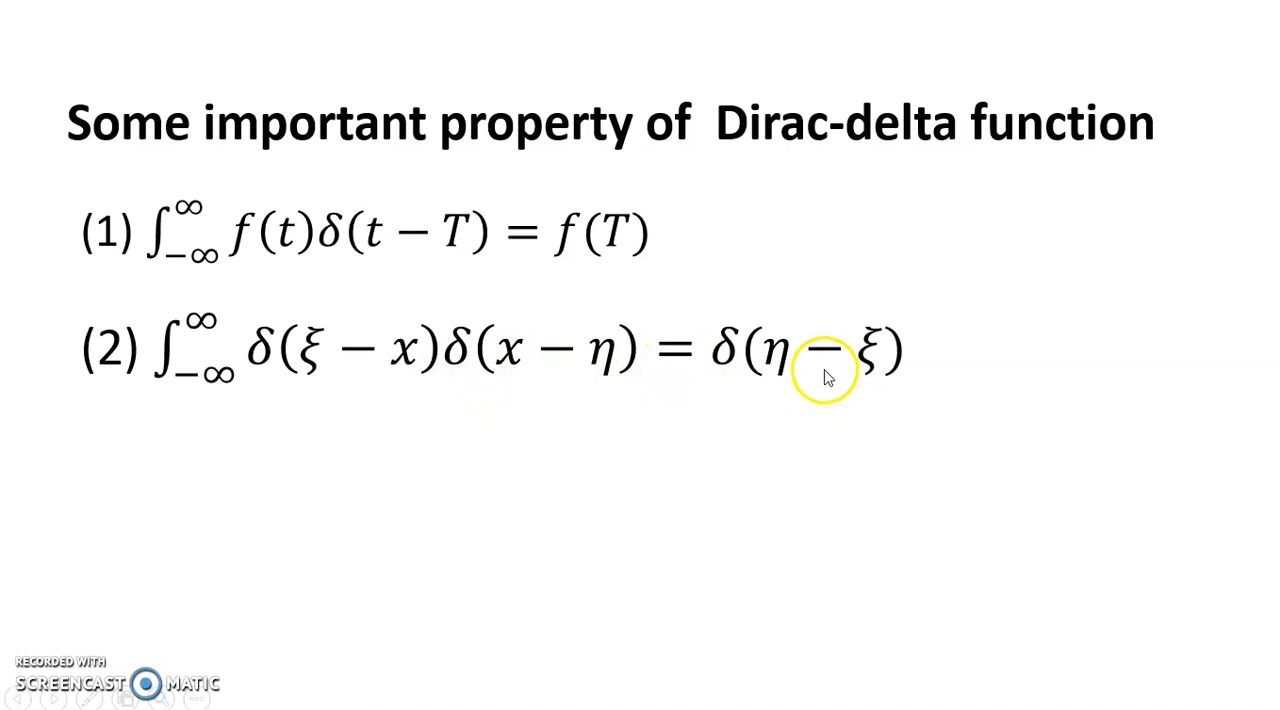 Some important property of Dirac-delta function
(1) ∫_{−∞}^{∞} f(t)δ(t − T) = f(T)
(2) ∫_{−∞}^{∞} δ(ξ − x)δ(x − η) = δ(η − ξ)
RECORDED WITH
SCREENCAST MATIC